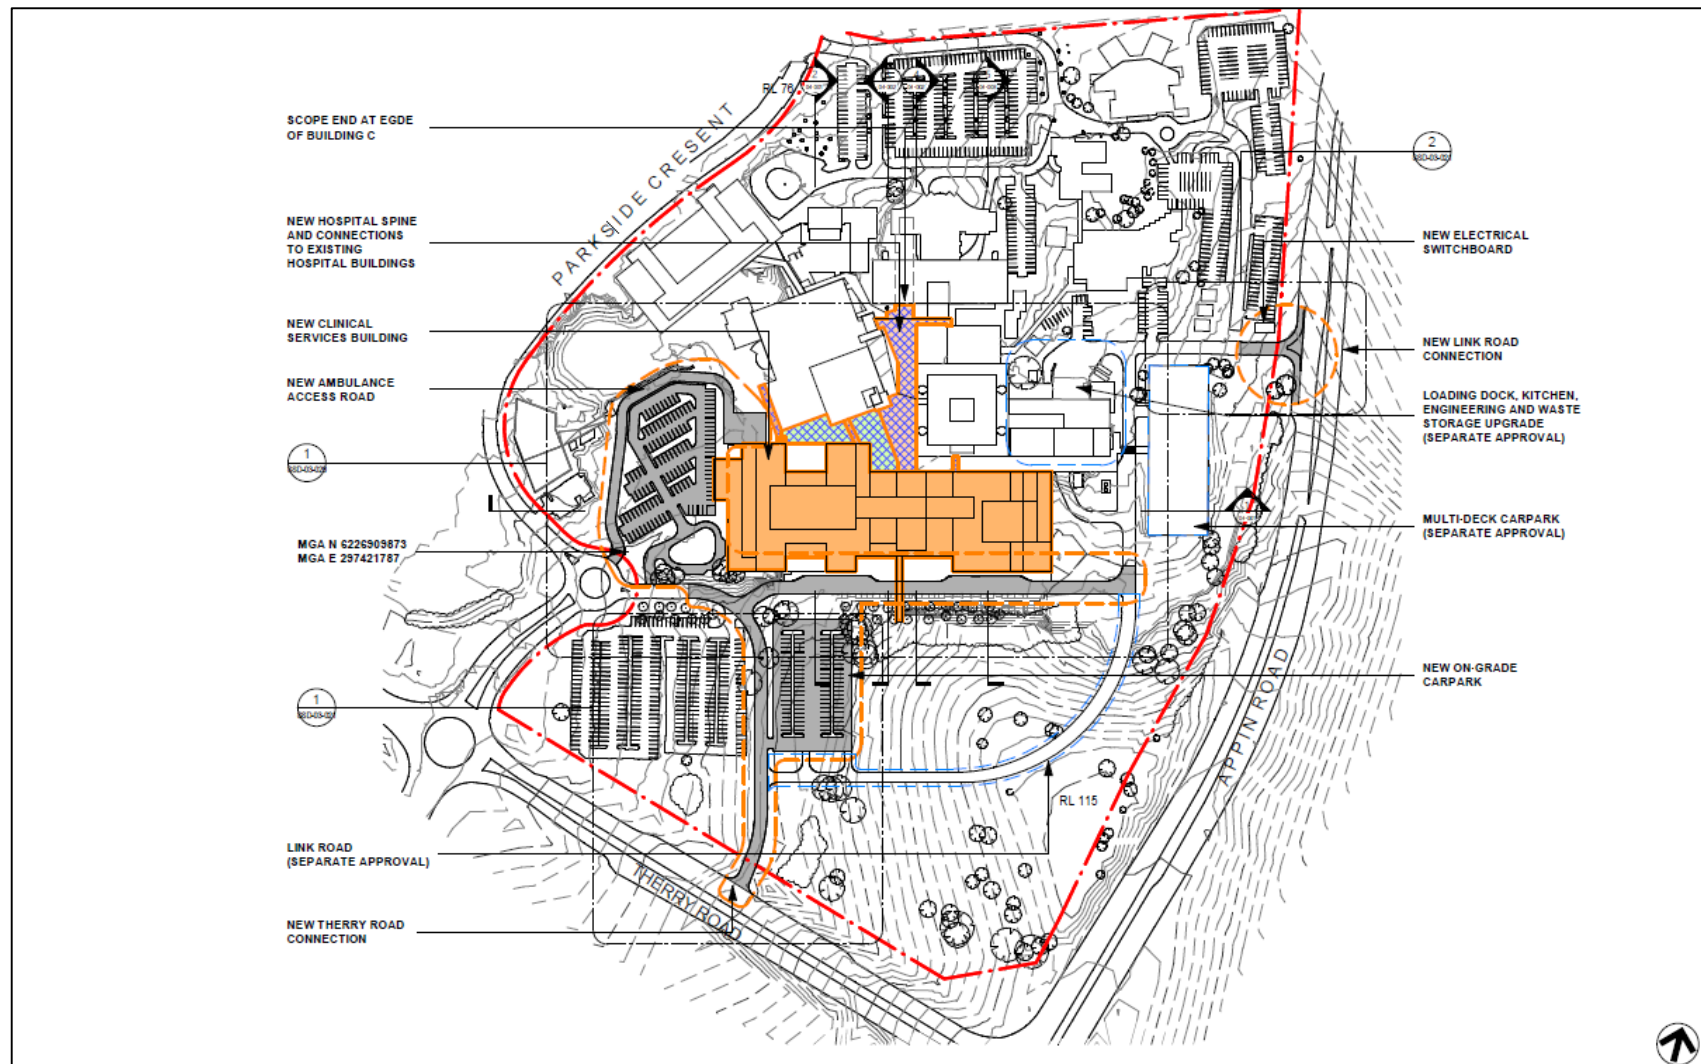 SCOPE END AT EGDE
OF BUILDING C
NEW HOSPITAL SPINE
AND CONNECTIONS
TO EXISTING
HOSPITAL BUILDINGS
NEW CLINICAL
SERVICES BUILDING
NEW AMBULANCE
ACCESS ROAD
1
MGA N 6226909873
MGA E 297421787
1
LINK ROAD
(SEPARATE APPROVAL)
NEW THERRY ROAD
CONNECTION
RL 76
PARKSIDE CRESENT
THERRY ROAD
RL 115
APPIN ROAD
2
NEW ELECTRICAL
SWITCHBOARD
NEW LINK ROAD
CONNECTION
LOADING DOCK, KITCHEN,
ENGINEERING AND WASTE
STORAGE UPGRADE
(SEPARATE APPROVAL)
MULTI-DECK CARPARK
(SEPARATE APPROVAL)
NEW ON-GRADE
CARPARK